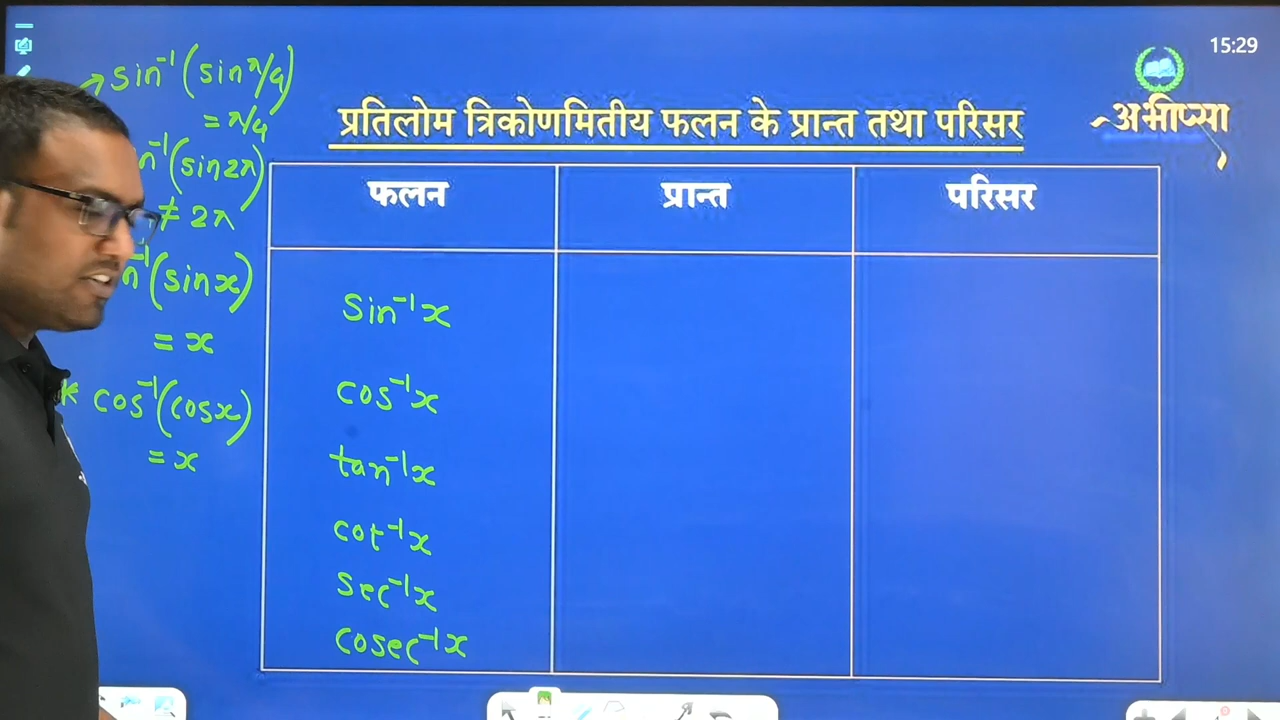 15:29
अभीप्सा
sin⁻¹(sin π/4)
= π/4
n⁻¹(sin 2π)
≠ 2π
n⁻¹(sin x)
= x
* cos⁻¹(cos x)
= x
प्रतिलोम त्रिकोणमितीय फलन के प्रान्त तथा परिसर
फलन प्रान्त परिसर
Sin⁻¹x
cos⁻¹x
tan⁻¹x
cot⁻¹x
sec⁻¹x
cosec⁻¹x